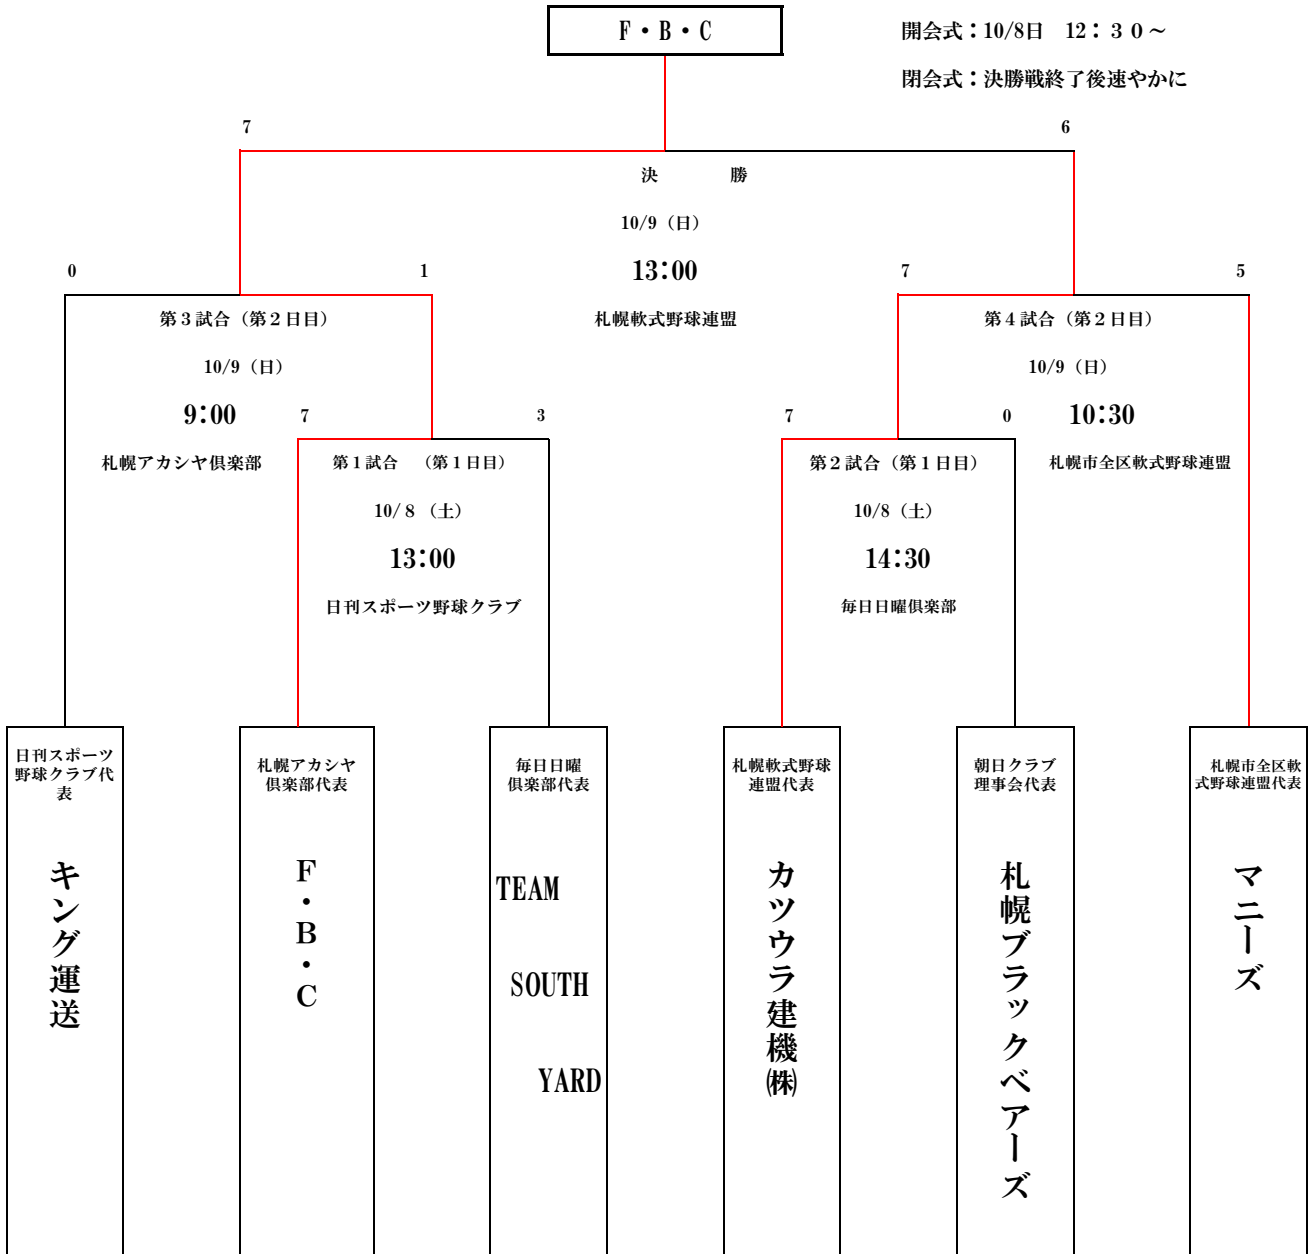 F・B・C
開会式：10/8日　12：３０～
閉会式：決勝戦終了後速やかに
7
6
決　勝
10/9（日）
13:00
札幌軟式野球連盟
0
1
7
5
第３試合（第２日目）
10/9（日）
9:00
札幌アカシヤ倶楽部
第４試合（第２日目）
10/9（日）
10:30
札幌市全区軟式野球連盟
7
3
7
0
第１試合　（第１日目）
10/８（土）
13:00
日刊スポーツ野球クラブ
第２試合（第１日目）
10/8（土）
14:30
毎日日曜倶楽部
日刊スポーツ
野球クラブ代
表
キング運送
札幌アカシヤ
倶楽部代表
F・B・C
毎日日曜
倶楽部代表
TEAM
SOUTH
YARD
札幌軟式野球
連盟代表
カツウラ建機㈱
朝日クラブ
理事会代表
札幌ブラックベアーズ
札幌市全区軟
式野球連盟代表
マニーズ